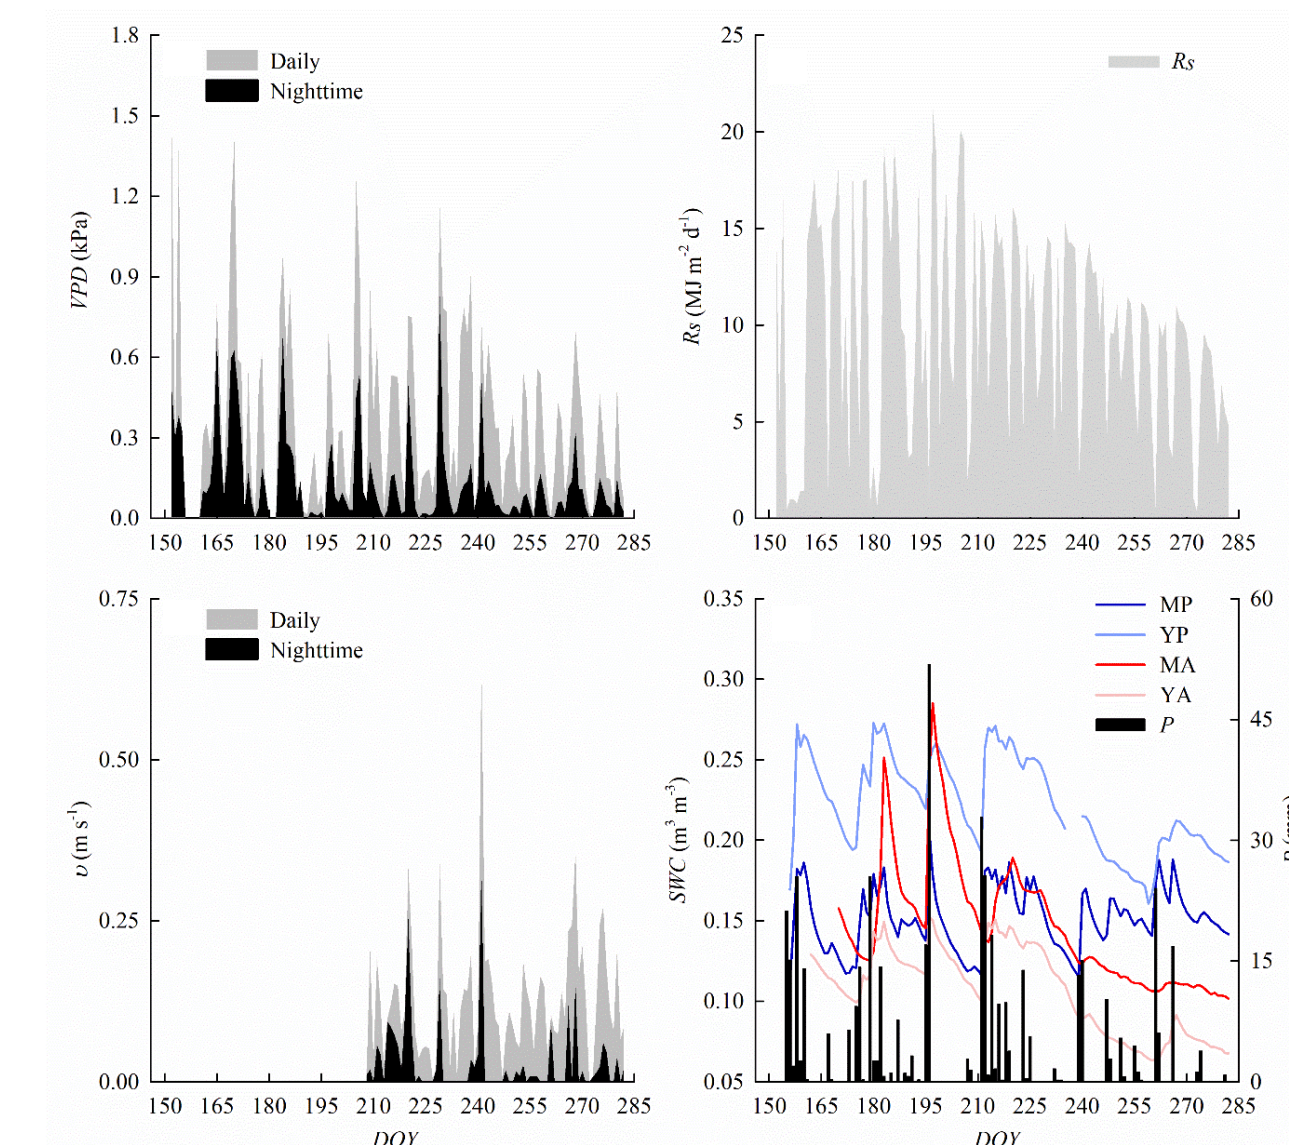 1.8
1.5
1.2
0.9
0.6
0.3
0.0
VPD (kPa)
Daily
Nighttime
150 165 180 195 210 225 240 255 270 285
25
20
15
10
5
0
Rs (MJ m⁻² d⁻¹)
Rs
150 165 180 195 210 225 240 255 270 285
0.75
0.50
0.25
0.00
υ (m s⁻¹)
Daily
Nighttime
150 165 180 195 210 225 240 255 270 285
DOY
0.35
0.30
0.25
0.20
0.15
0.10
0.05
SWC (m³ m⁻³)
MP
YP
MA
YA
P
60
45
30
15
0
150 165 180 195 210 225 240 255 270 285
DOY